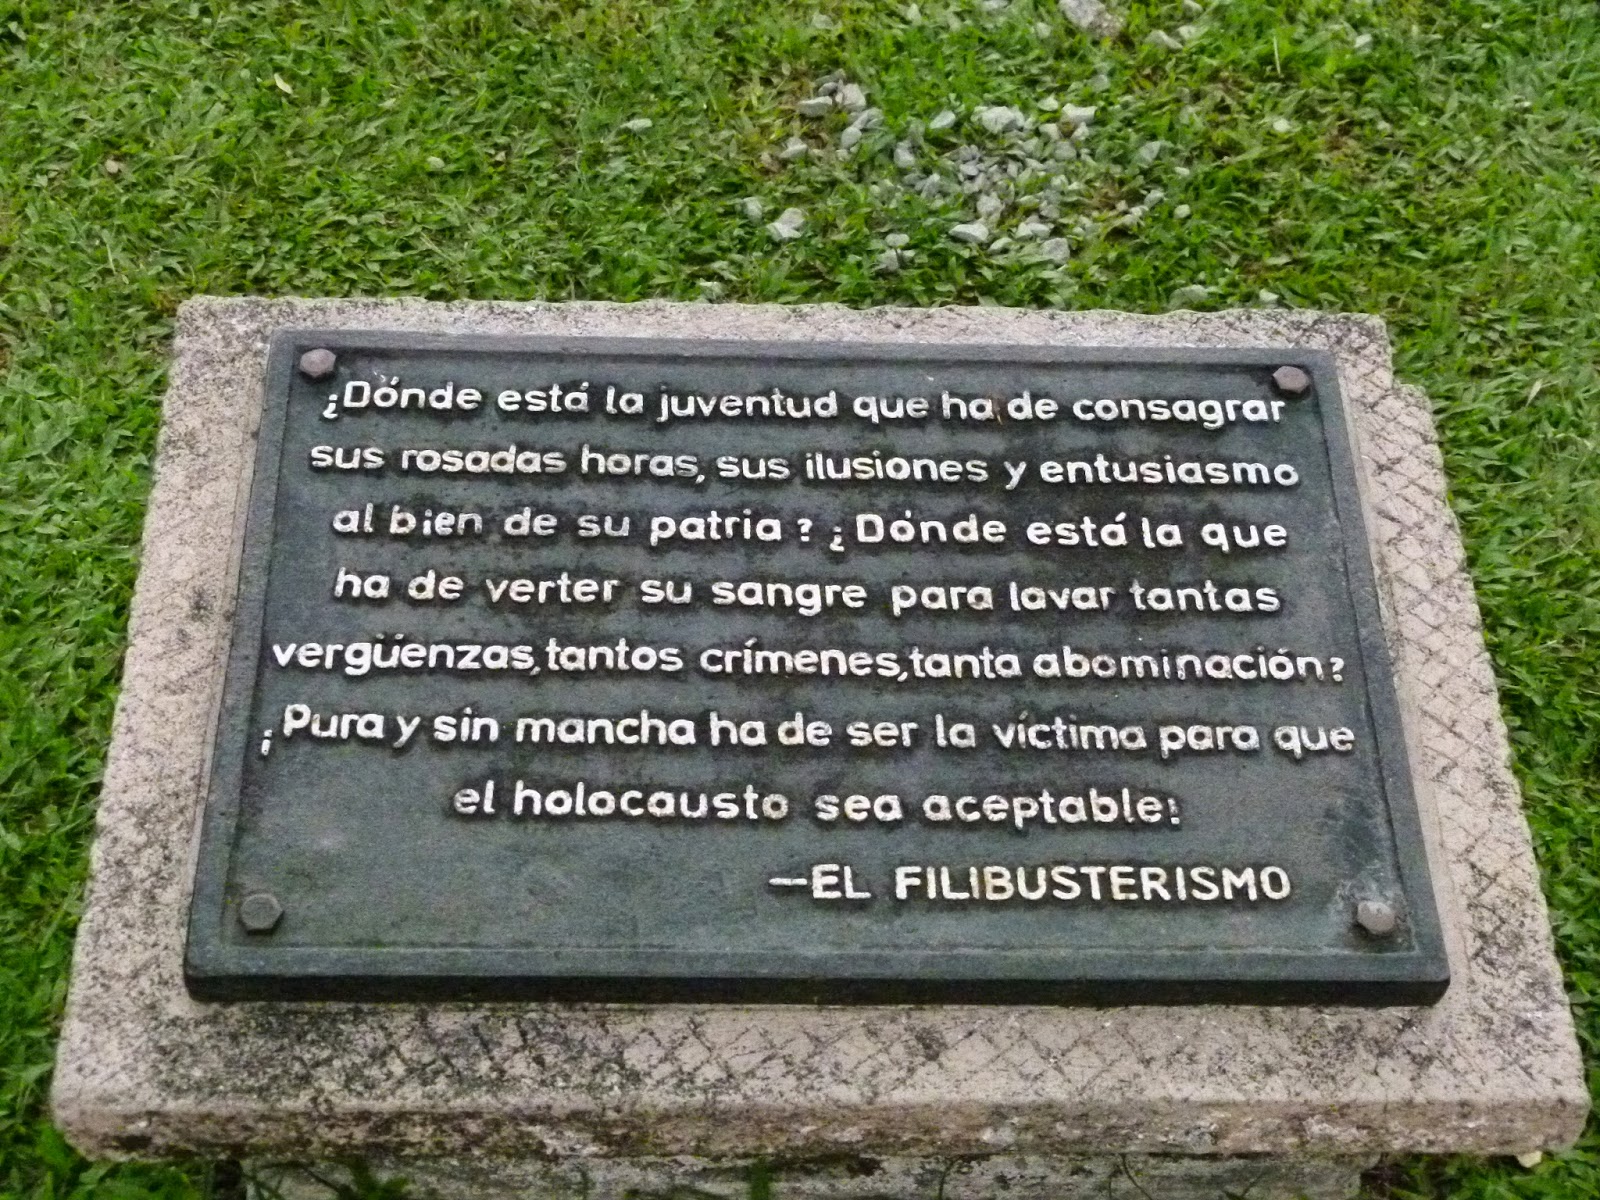 ¿Dónde está la juventud que ha de consagrar
sus rosadas horas, sus ilusiones y entusiasmo
al bien de su patria? ¿Dónde está la que
ha de verter su sangre para lavar tantas
vergüenzas, tantos crímenes, tanta abominación?
¡Pura y sin mancha ha de ser la víctima para que
el holocausto sea aceptable!
—EL FILIBUSTERISMO